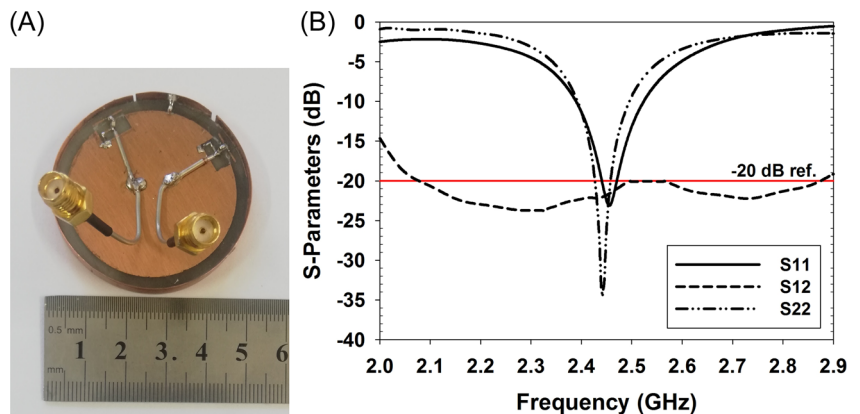 (A)
0.5 mm
1 2 3. 4 5 6
mm
(B)
S-Parameters (dB)
0
-5
-10
-15
-20
-25
-30
-35
-40
-20 dB ref.
S11
S12
S22
2.0 2.1 2.2 2.3 2.4 2.5 2.6 2.7 2.8 2.9
Frequency (GHz)